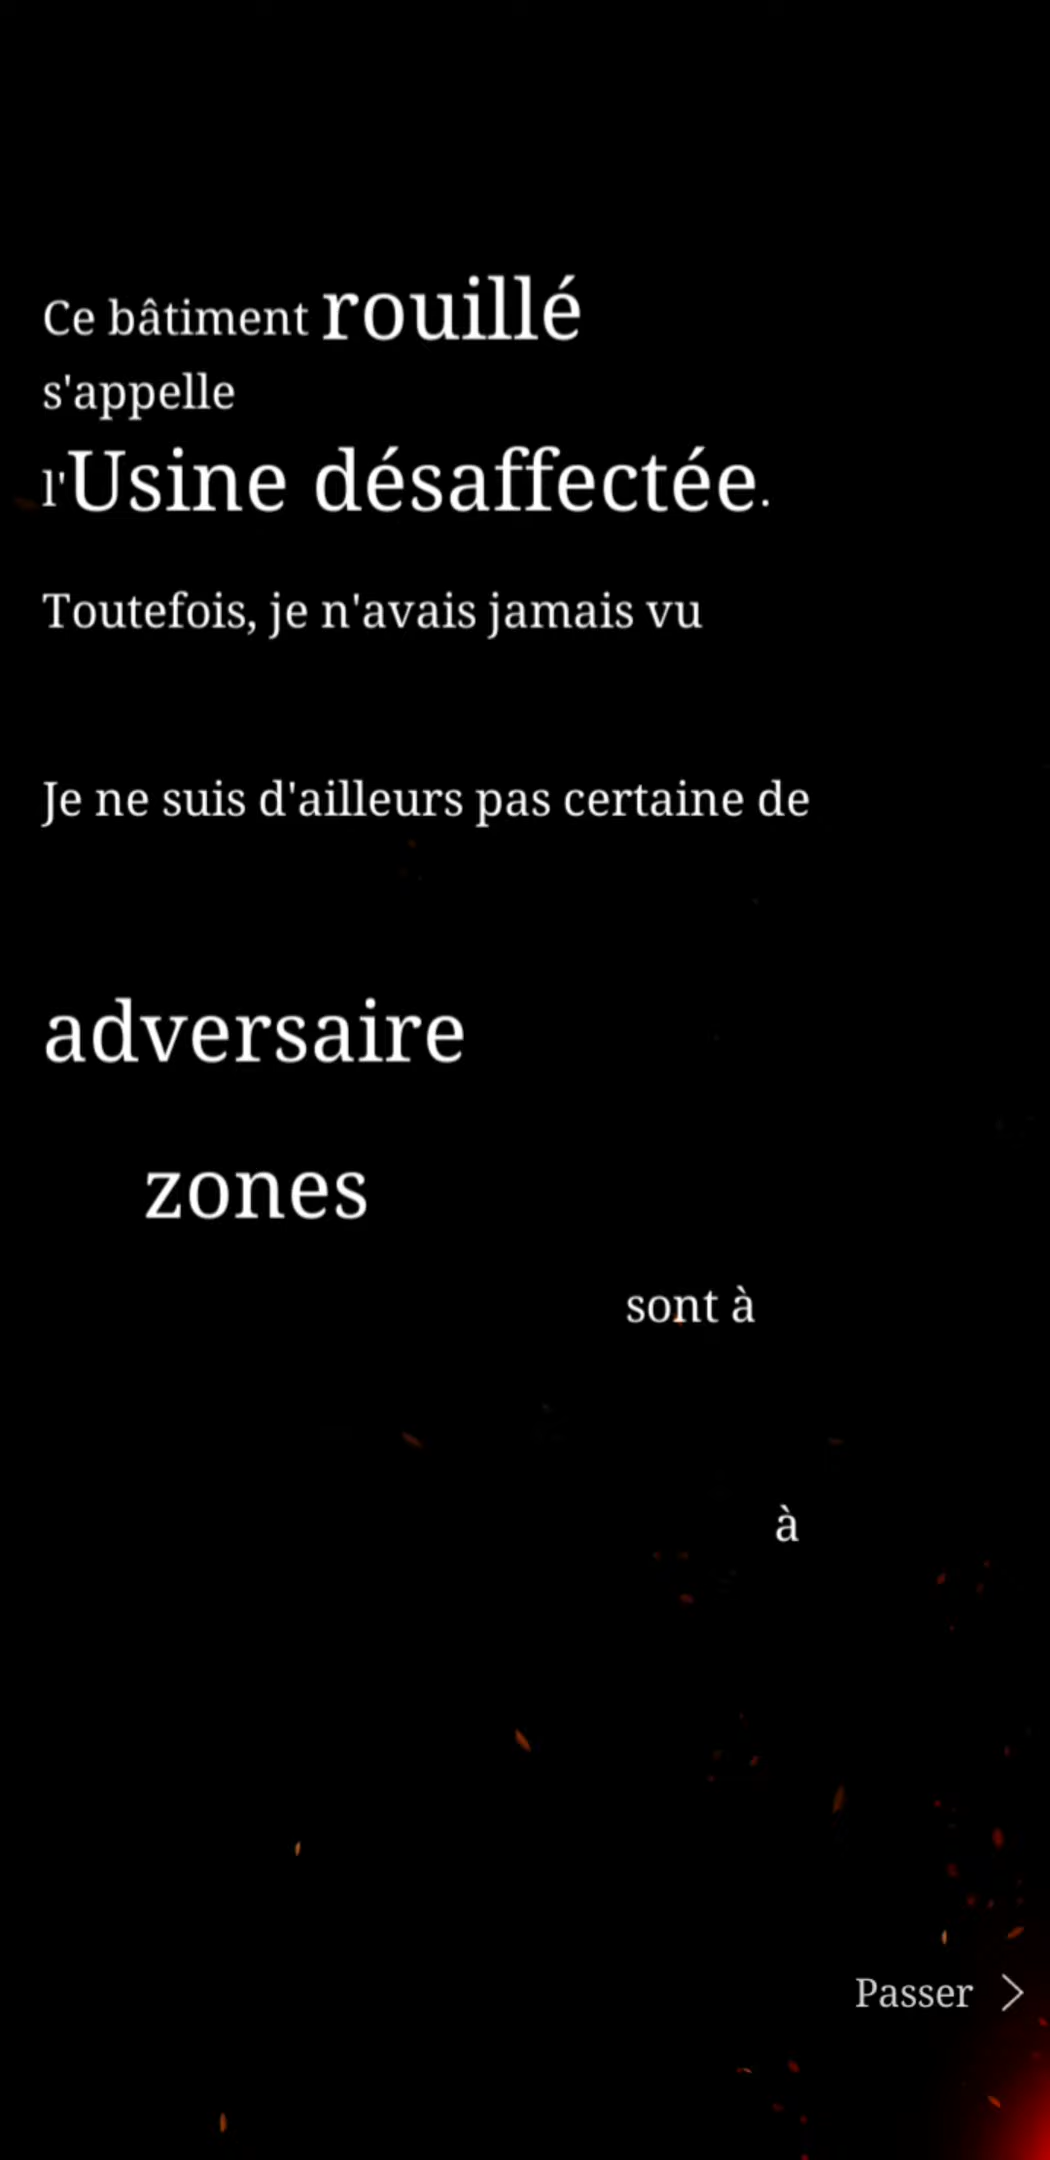 Ce bâtiment rouillé
s'appelle
l'Usine désaffectée.
Toutefois, je n'avais jamais vu
Je ne suis d'ailleurs pas certaine de
adversaire
zones
sont à
à
Passer